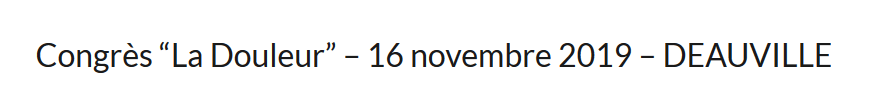 Congrès “La Douleur” – 16 novembre 2019 – DEAUVILLE